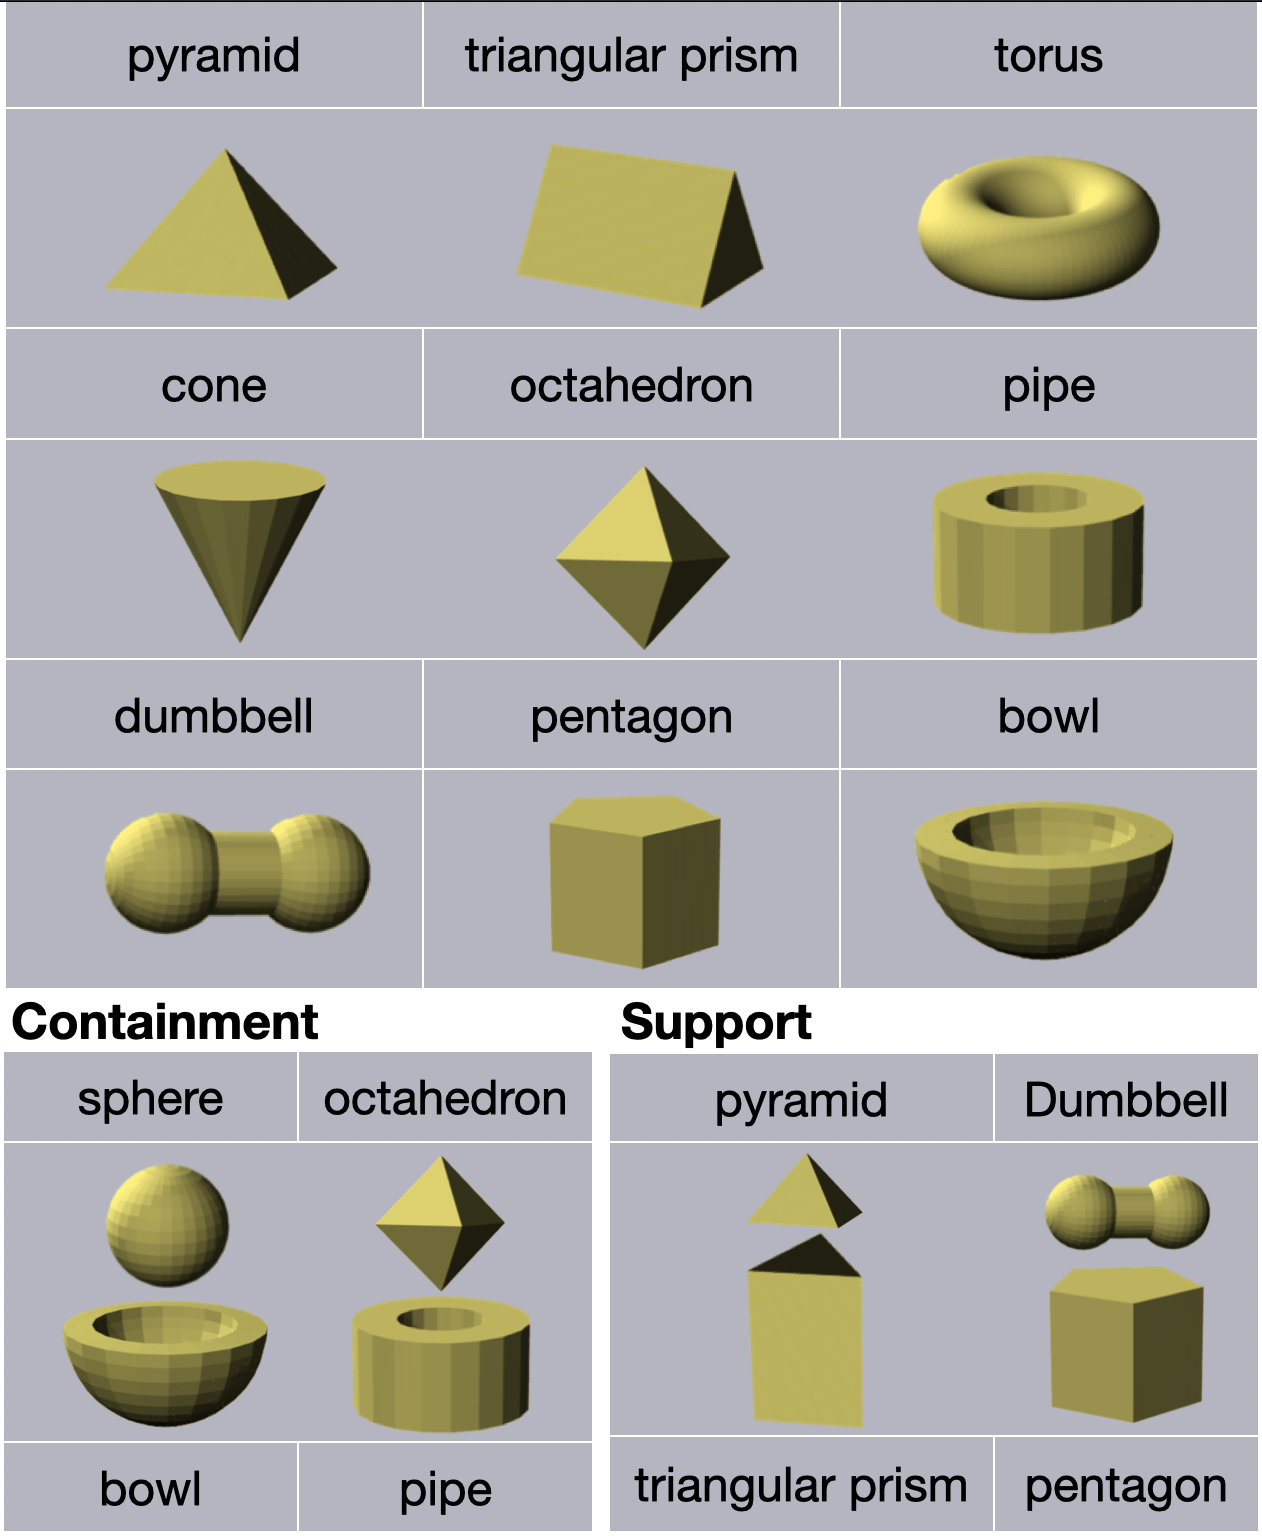 pyramid triangular prism torus
cone octahedron pipe
dumbbell pentagon bowl
Containment Support
sphere octahedron pyramid Dumbbell
bowl pipe triangular prism pentagon